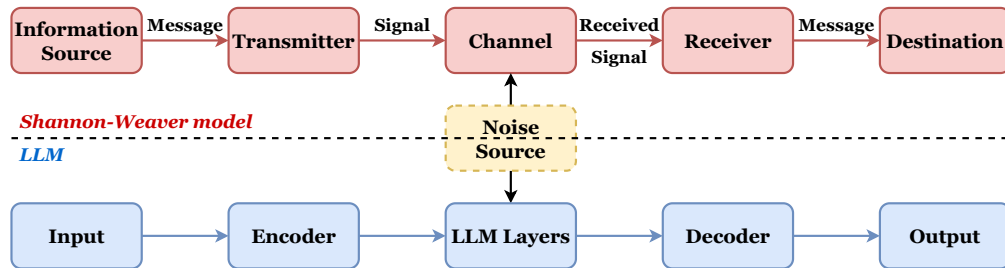 Information
Source
Message
Transmitter
Signal
Channel
Received
Signal
Receiver
Message
Destination
Shannon-Weaver model
Noise
Source
LLM
Input
Encoder
LLM Layers
Decoder
Output